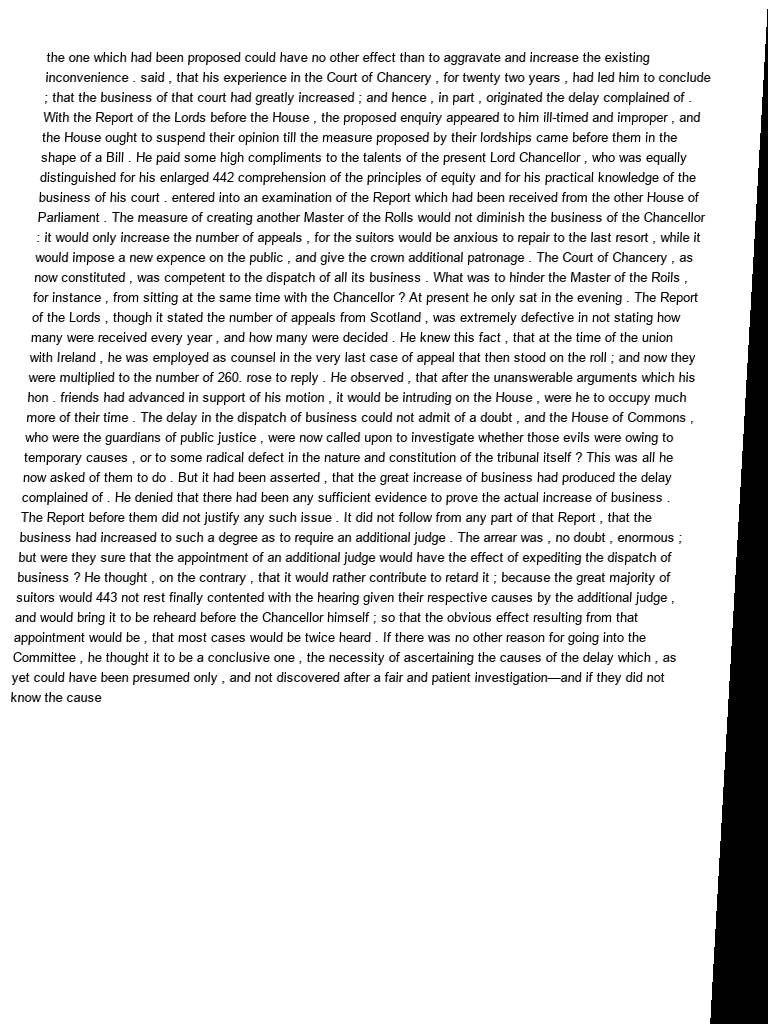 the one which had been proposed could have no other effect than to aggravate and increase the existing
inconvenience . said , that his experience in the Court of Chancery , for twenty two years , had led him to conclude
; that the business of that court had greatly increased ; and hence , in part , originated the delay complained of .
With the Report of the Lords before the House , the proposed enquiry appeared to him ill-timed and improper , and
the House ought to suspend their opinion till the measure proposed by their lordships came before them in the
shape of a Bill . He paid some high compliments to the talents of the present Lord Chancellor , who was equally
distinguished for his enlarged 442 comprehension of the principles of equity and for his practical knowledge of the
business of his court . entered into an examination of the Report which had been received from the other House of
Parliament . The measure of creating another Master of the Rolls would not diminish the business of the Chancellor
: it would only increase the number of appeals , for the suitors would be anxious to repair to the last resort , while it
would impose a new expence on the public , and give the crown additional patronage . The Court of Chancery , as
now constituted , was competent to the dispatch of all its business . What was to hinder the Master of the Roils ,
for instance , from sitting at the same time with the Chancellor ? At present he only sat in the evening . The Report
of the Lords , though it stated the number of appeals from Scotland , was extremely defective in not stating how
many were received every year , and how many were decided . He knew this fact , that at the time of the union
with Ireland , he was employed as counsel in the very last case of appeal that then stood on the roll ; and now they
were multiplied to the number of 260. rose to reply . He observed , that after the unanswerable arguments which his
hon . friends had advanced in support of his motion , it would be intruding on the House , were he to occupy much
more of their time . The delay in the dispatch of business could not admit of a doubt , and the House of Commons ,
who were the guardians of public justice , were now called upon to investigate whether those evils were owing to
temporary causes , or to some radical defect in the nature and constitution of the tribunal itself ? This was all he
now asked of them to do . But it had been asserted , that the great increase of business had produced the delay
complained of . He denied that there had been any sufficient evidence to prove the actual increase of business .
The Report before them did not justify any such issue . It did not follow from any part of that Report , that the
business had increased to such a degree as to require an additional judge . The arrear was , no doubt , enormous ;
but were they sure that the appointment of an additional judge would have the effect of expediting the dispatch of
business ? He thought , on the contrary , that it would rather contribute to retard it ; because the great majority of
suitors would 443 not rest finally contented with the hearing given their respective causes by the additional judge ,
and would bring it to be reheard before the Chancellor himself ; so that the obvious effect resulting from that
appointment would be , that most cases would be twice heard . If there was no other reason for going into the
Committee , he thought it to be a conclusive one , the necessity of ascertaining the causes of the delay which , as
yet could have been presumed only , and not discovered after a fair and patient investigation—and if they did not
know the cause